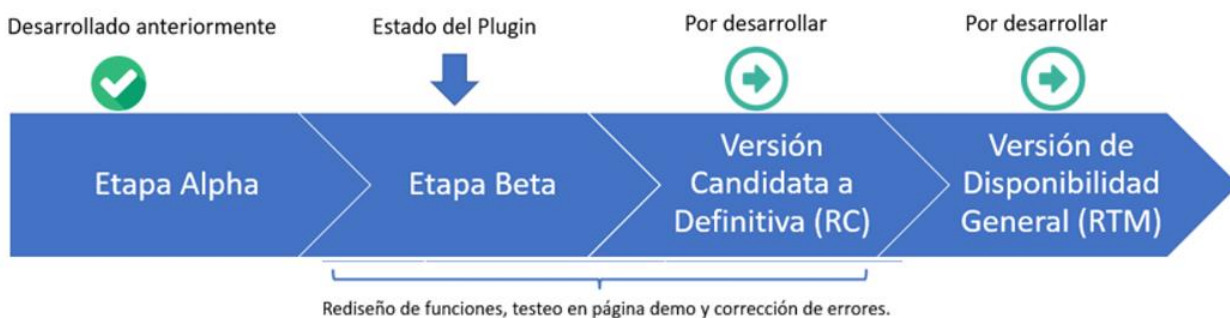 Desarrollado anteriormente
Estado del Plugin
Por desarrollar
Por desarrollar
Etapa Alpha
Etapa Beta
Versión
Candidata a
Definitiva (RC)
Versión de
Disponibilidad
General (RTM)
Rediseño de funciones, testeo en página demo y corrección de errores.